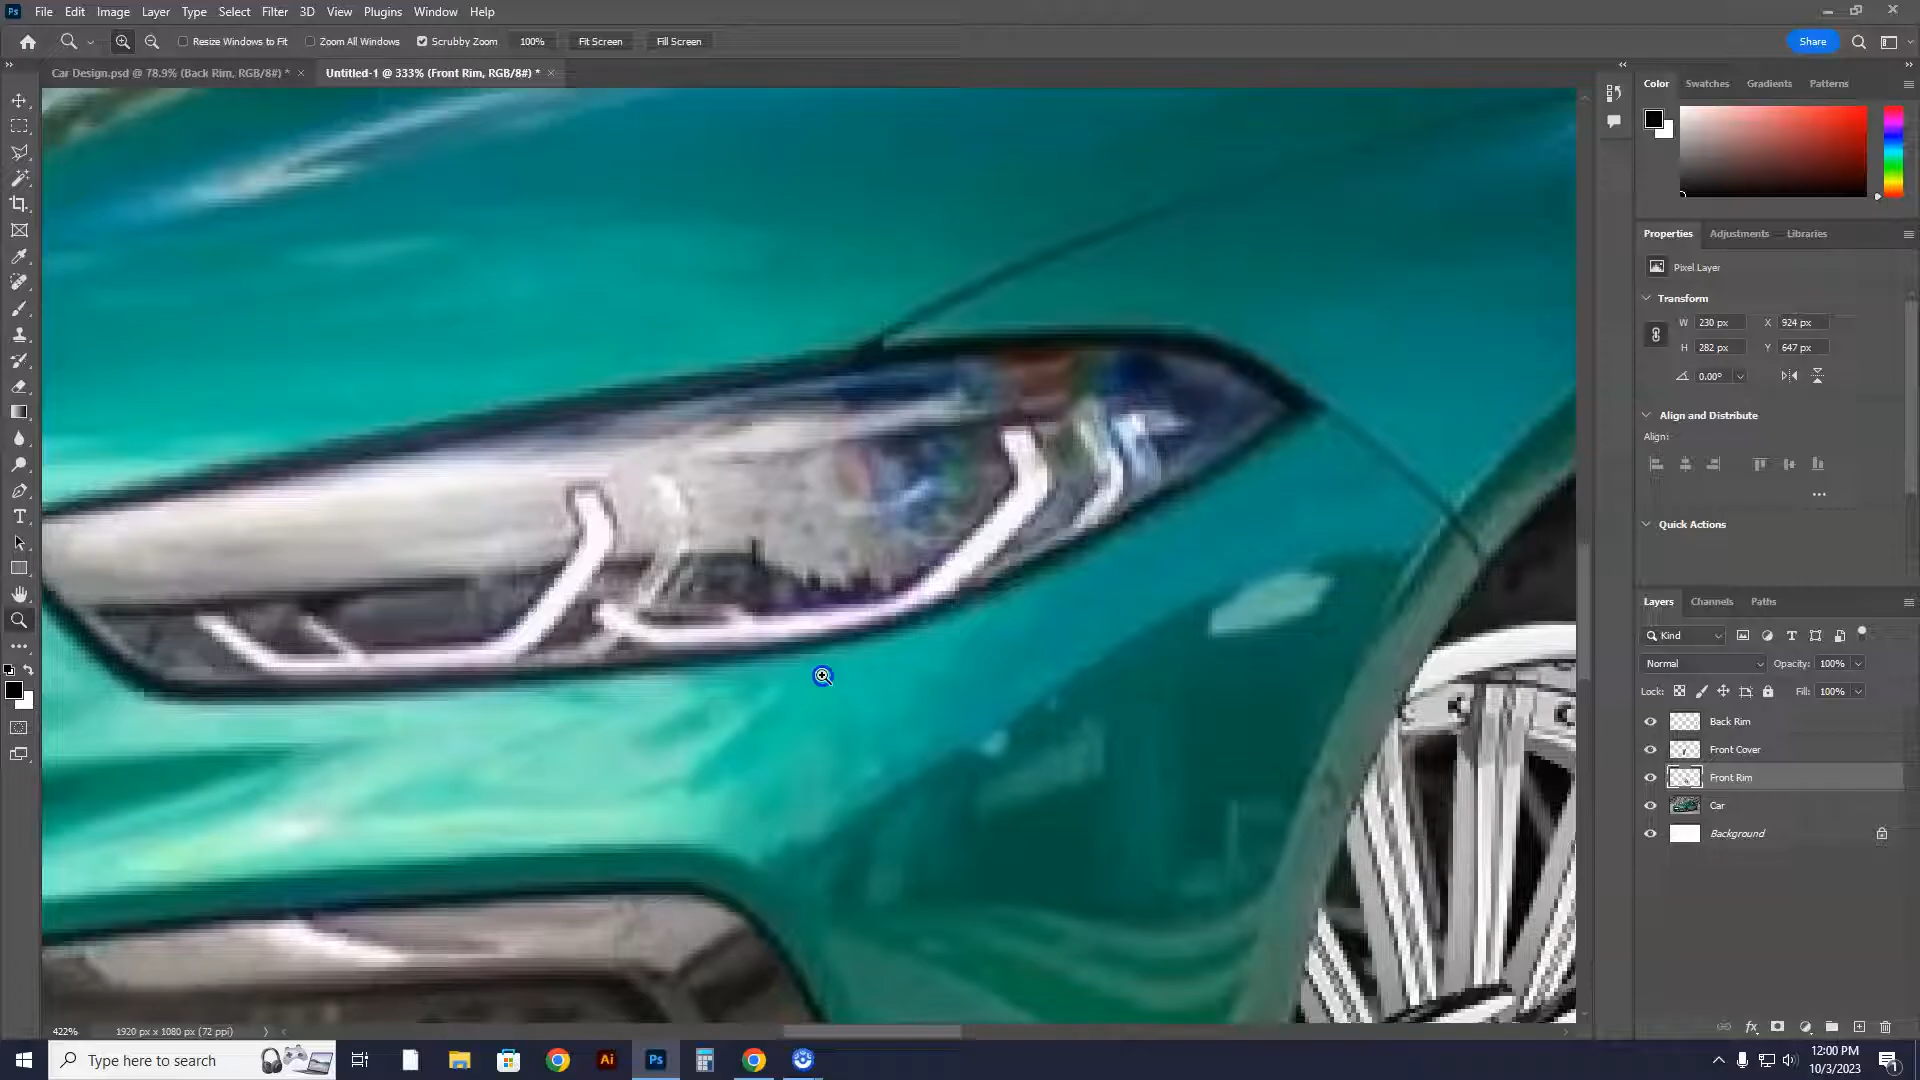 Ps File Edit Image Layer Type Select Filter 3D View Plugins Window Help
Resize Windows to Fit Zoom All Windows Scrubby Zoom 100% Fit Screen Fill Screen Share
Car Design.psd @ 78.9% (Back Rim, RGB/8#) * × Untitled-1 @ 333% (Front Rim, RGB/8#) * ×
Color Swatches Gradients Patterns
Properties Adjustments Libraries
Pixel Layer
Transform
W 230 px X 924 px
H 282 px Y 647 px
0.00°
Align and Distribute
Align:
Quick Actions
Layers Channels Paths
Kind
Normal Opacity: 100%
Lock: Fill: 100%
Back Rim
Front Cover
Front Rim
Car
Background
422% 1920 px x 1080 px (72 ppi)
Type here to search Ai Ps
12:00 PM
10/3/2023
1